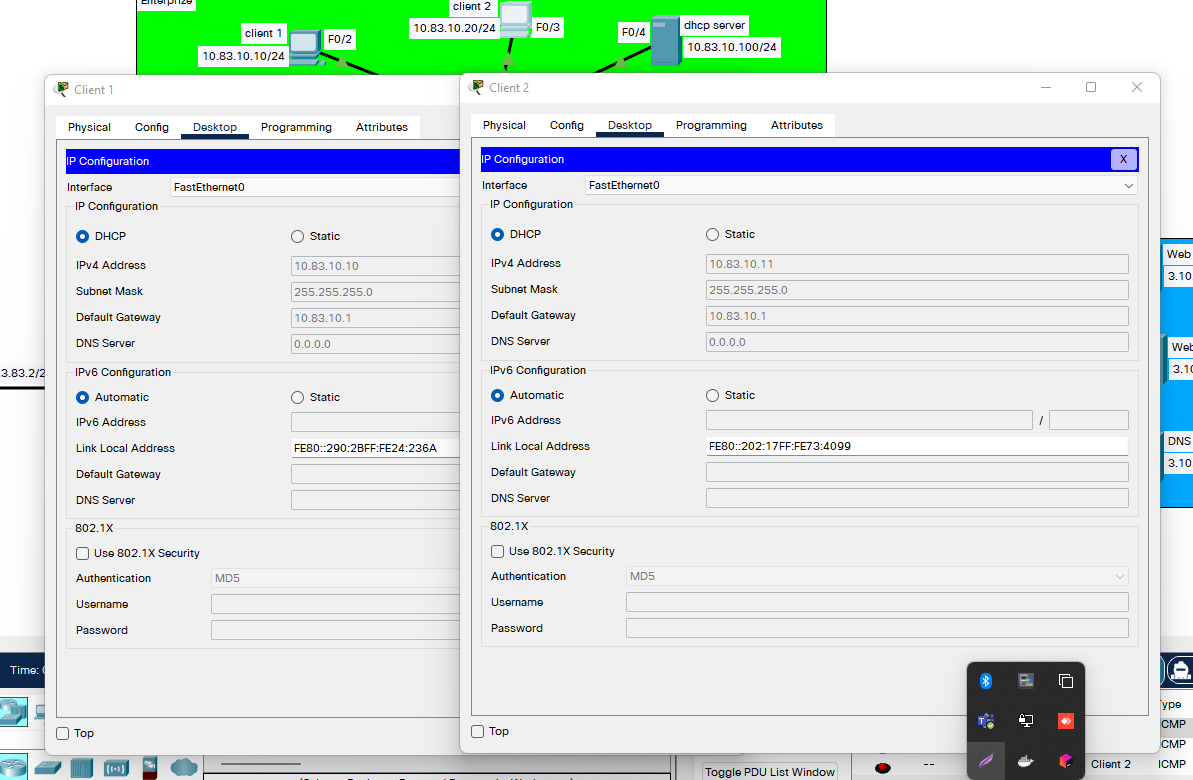 Enterprize
client 2
10.83.10.20/24
F0/3
client 1
F0/2
10.83.10.10/24
F0/4
dhcp server
10.83.10.100/24
Client 1
Physical Config Desktop Programming Attributes
IP Configuration
Interface FastEthernet0
IP Configuration
DHCP Static
IPv4 Address 10.83.10.10
Subnet Mask 255.255.255.0
Default Gateway 10.83.10.1
DNS Server 0.0.0.0
IPv6 Configuration
Automatic Static
IPv6 Address
Link Local Address FE80::290:2BFF:FE24:236A
Default Gateway
DNS Server
802.1X
Use 802.1X Security
Authentication MD5
Username
Password
Top
Client 2
Physical Config Desktop Programming Attributes
IP Configuration X
Interface FastEthernet0
IP Configuration
DHCP Static
IPv4 Address 10.83.10.11
Subnet Mask 255.255.255.0
Default Gateway 10.83.10.1
DNS Server 0.0.0.0
IPv6 Configuration
Automatic Static
IPv6 Address /
Link Local Address FE80::202:17FF:FE73:4099
Default Gateway
DNS Server
802.1X
Use 802.1X Security
Authentication MD5
Username
Password
Top
Web
3.10
Web
3.10
DNS
3.10
3.83.2/2
Time:
ype
CMP
CMP
Toggle PDU List Window
-- Client 2 ICMP